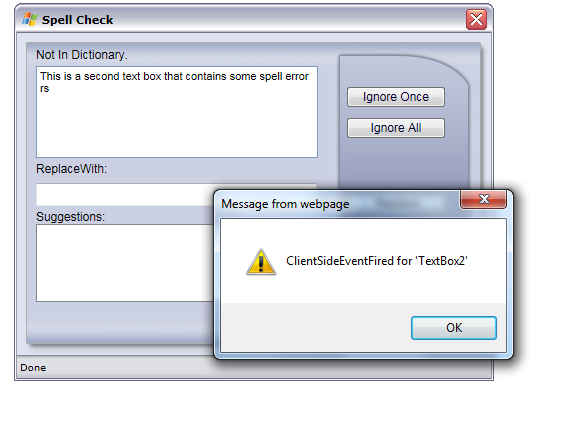 Spell Check
Not In Dictionary.
This is a second text box that contains some spell error
rs
Ignore Once
Ignore All
ReplaceWith:
Suggestions:
Message from webpage
ClientSideEventFired for 'TextBox2'
OK
Done